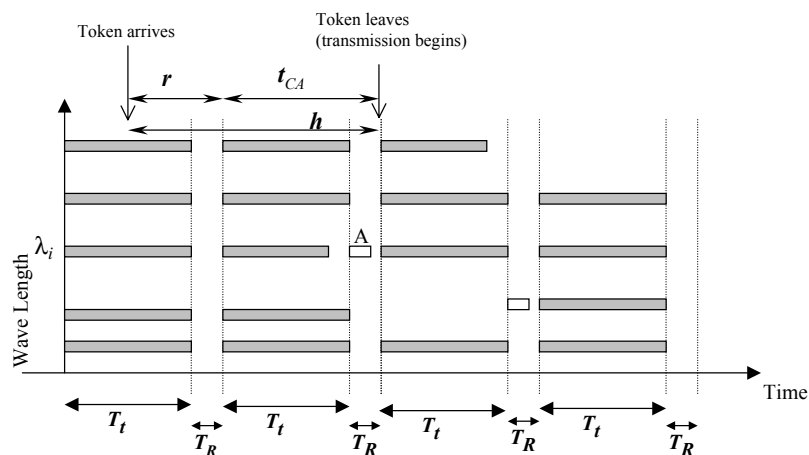 Token leaves
(transmission begins)
Token arrives
r
t_CA
h
A
λ_i
Wave Length
Time
T_t
T_R
T_t
T_R
T_t
T_R
T_t
T_R